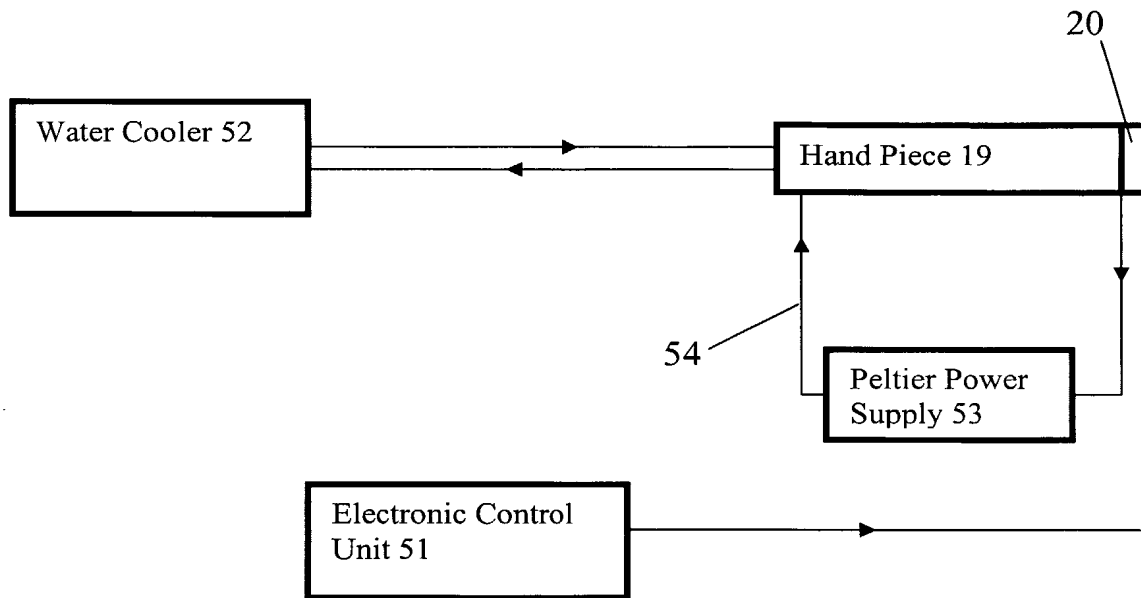 20
Water Cooler 52
Hand Piece 19
54
Peltier Power
Supply 53
Electronic Control
Unit 51